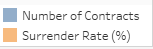 Number of Contracts
Surrender Rate (%)